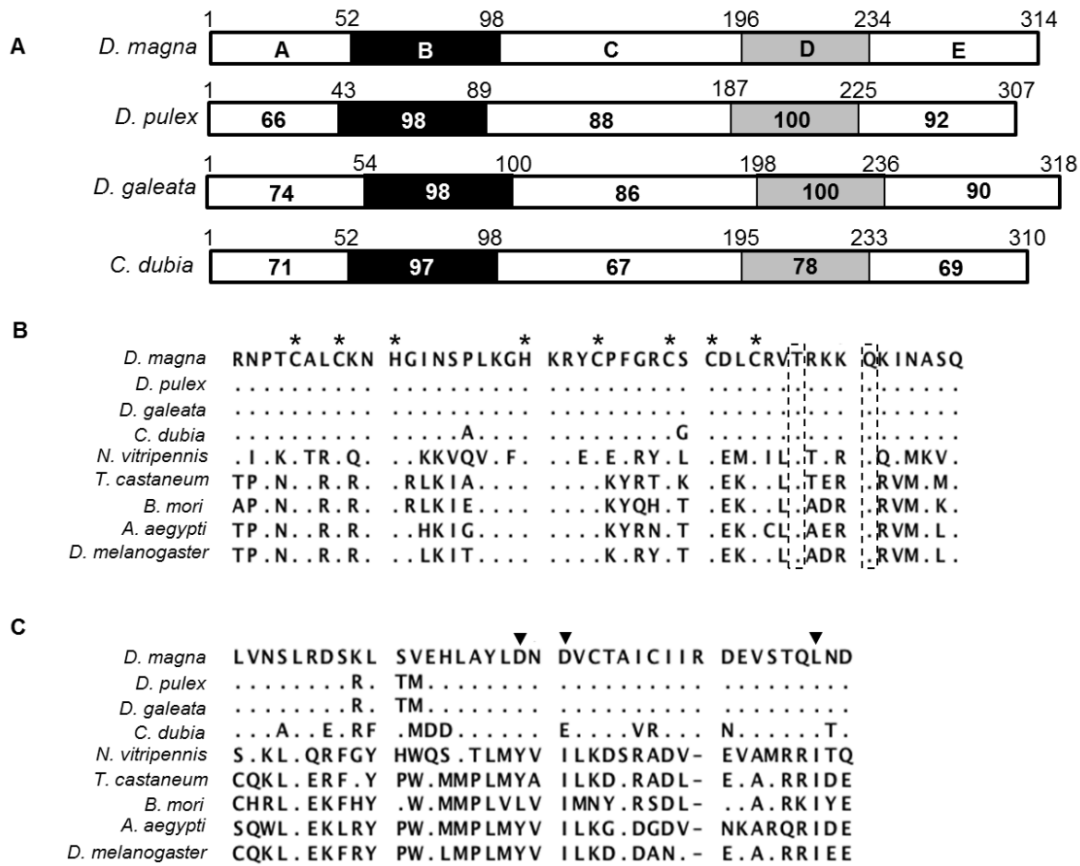 A
1 52 98 196 234 314
D. magna A B C D E
1 43 89 187 225 307
D. pulex 66 98 88 100 92
1 54 100 198 236 318
D. galeata 74 98 86 100 90
1 52 98 195 233 310
C. dubia 71 97 67 78 69
B
* * * * * * * *
D. magna RNPTCALCKN HGINSPLKGH KRYCPFGRCS CDLCRVTRKK QKINASQ
D. pulex .......... .......... .......... .......... .......
D. galeata .......... .......... .......... .......... .......
C. dubia .......... .....A.... .........G .......... .......
N. vitripennis .I.K.TR.Q. .KKVQV.F.. .E.E.RY.L .EM.IL.T.R Q.MKV.
T. castaneum TP.N..R.R. .RLKIA.... ...KYRT.K .EK..L.TER .RVM.M.
B. mori AP.N..R.R. .RLKIE.... ...KYQH.T .EK..L.ADR .RVM.K.
A. aegypti TP.N..R.R. ..HKIG.... ...KYRN.T .EK.CL.AER .RVM.L.
D. melanogaster TP.N..R.R. ..LKIT.... ...K.RY.T .EK..L.ADR .RVM.L.
C
▼ ▼ ▼
D. magna LVNSLRDSKL SVEHLAYLDN DVCTAICIIR DEVSTQLND
D. pulex ........R. TM........ .......... .........
D. galeata ........R. TM........ .......... .........
C. dubia ..A..E.RF .MDD...... E...VR.. N.....T.
N. vitripennis S.KL.QRFGY HWQS.TLMYV ILKDSRADV- EVAMRRITQ
T. castaneum CQKL.ERF.Y PW.MMPLMYA ILKD.RADL- E.A.RRIDE
B. mori CHRL.EKFHY .W.MMPLVLV IMNY.RSDL- ..A.RKIYE
A. aegypti SQWL.EKLRY PW.MMPLMYV ILKG.DGDV- NKARQRIDE
D. melanogaster CQKL.EKFRY PW.LMPLMYV ILKD.DAN.- E.A.RRIEE